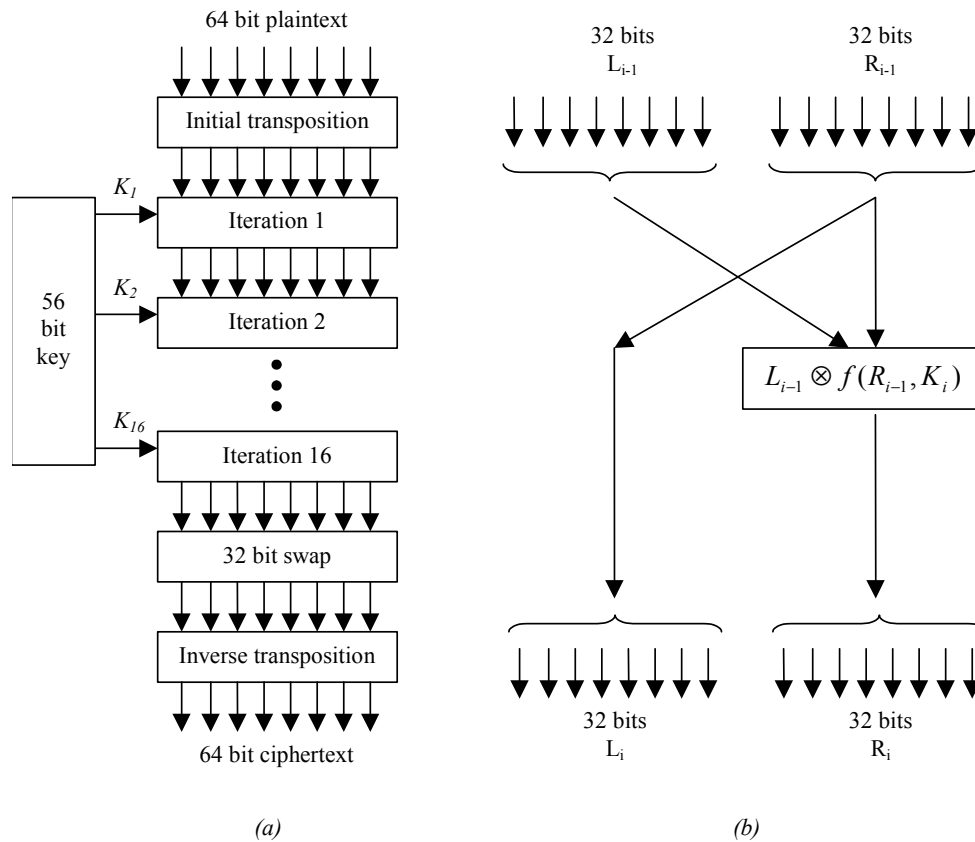 64 bit plaintext
Initial transposition
K₁
Iteration 1
K₂
Iteration 2
56
bit
key
K₁₆
Iteration 16
32 bit swap
Inverse transposition
64 bit ciphertext
(a)
32 bits
Lᵢ₋₁
32 bits
Rᵢ₋₁
Lᵢ₋₁ ⊗ f(Rᵢ₋₁, Kᵢ)
32 bits
Lᵢ
32 bits
Rᵢ
(b)